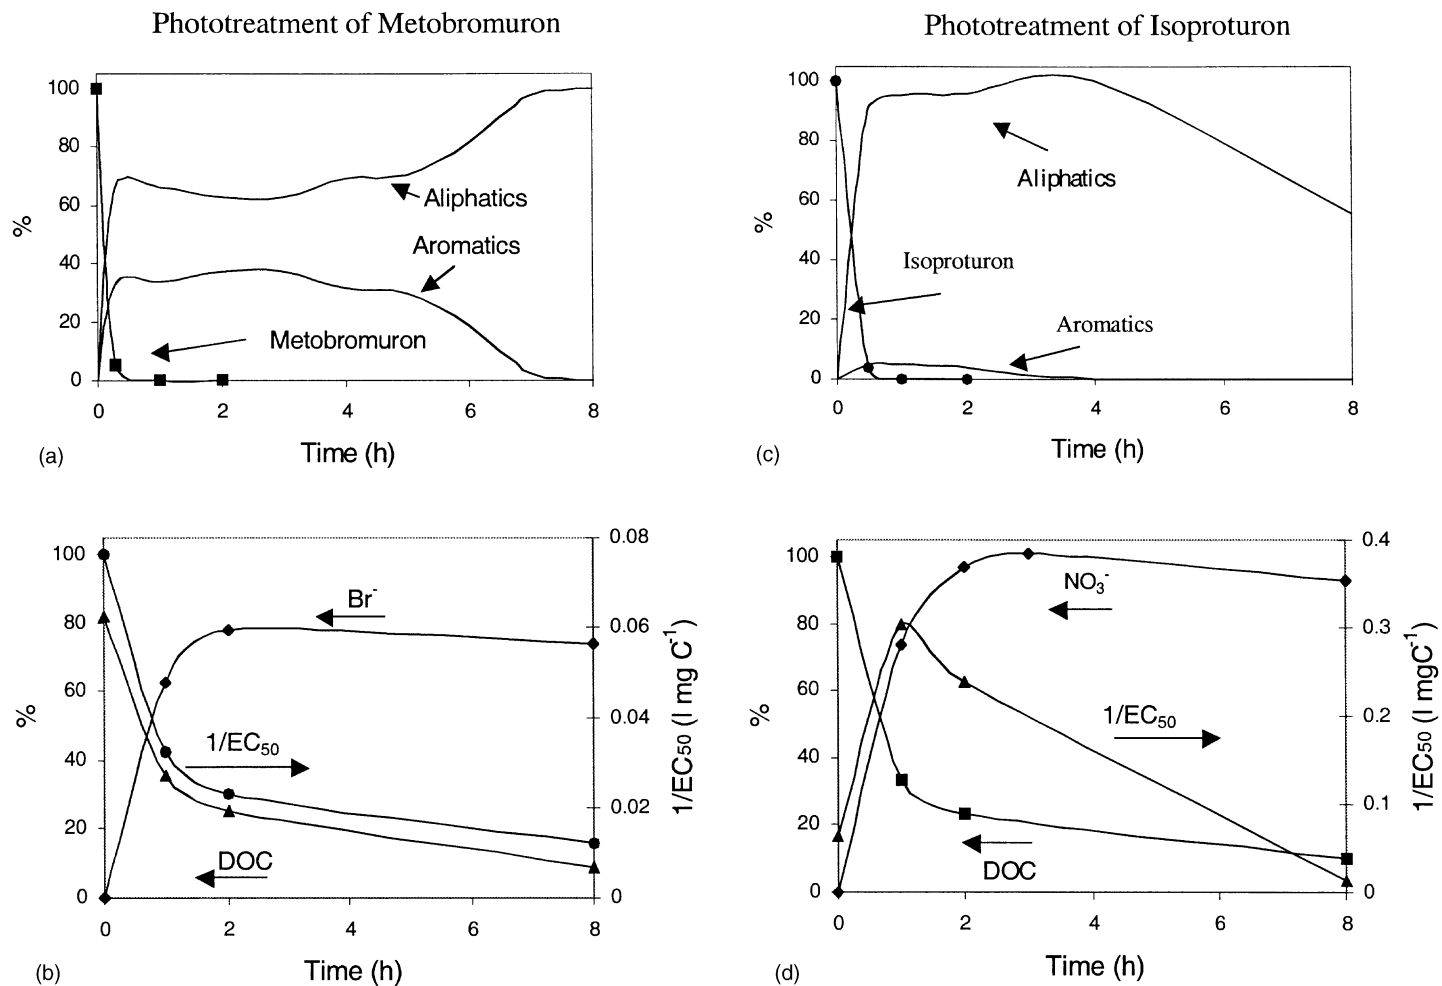 Phototreatment of Metobromuron
100
80
60
40
20
0
%
Aliphatics
Aromatics
Metobromuron
0 2 4 6 8
Time (h)
(a)
Phototreatment of Isoproturon
100
80
60
40
20
0
%
Aliphatics
Isoproturon
Aromatics
0 2 4 6 8
Time (h)
(c)
100
80
60
40
20
0
%
Br⁻
1/EC₅₀
DOC
0.08
0.06
0.04
0.02
0
1/EC₅₀ (l mg C⁻¹)
0 2 4 6 8
Time (h)
(b)
100
80
60
40
20
0
%
NO₃⁻
1/EC₅₀
DOC
0.4
0.3
0.2
0.1
0
1/EC₅₀ (l mgC⁻¹)
0 2 4 6 8
Time (h)
(d)